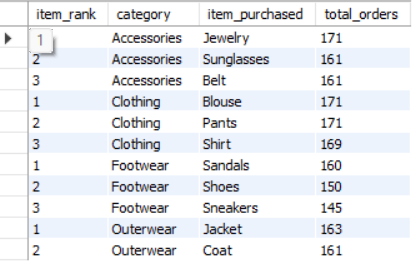 item_rank category item_purchased total_orders
1 Accessories Jewelry 171
2 Accessories Sunglasses 161
3 Accessories Belt 161
1 Clothing Blouse 171
2 Clothing Pants 171
3 Clothing Shirt 169
1 Footwear Sandals 160
2 Footwear Shoes 150
3 Footwear Sneakers 145
1 Outerwear Jacket 163
2 Outerwear Coat 161